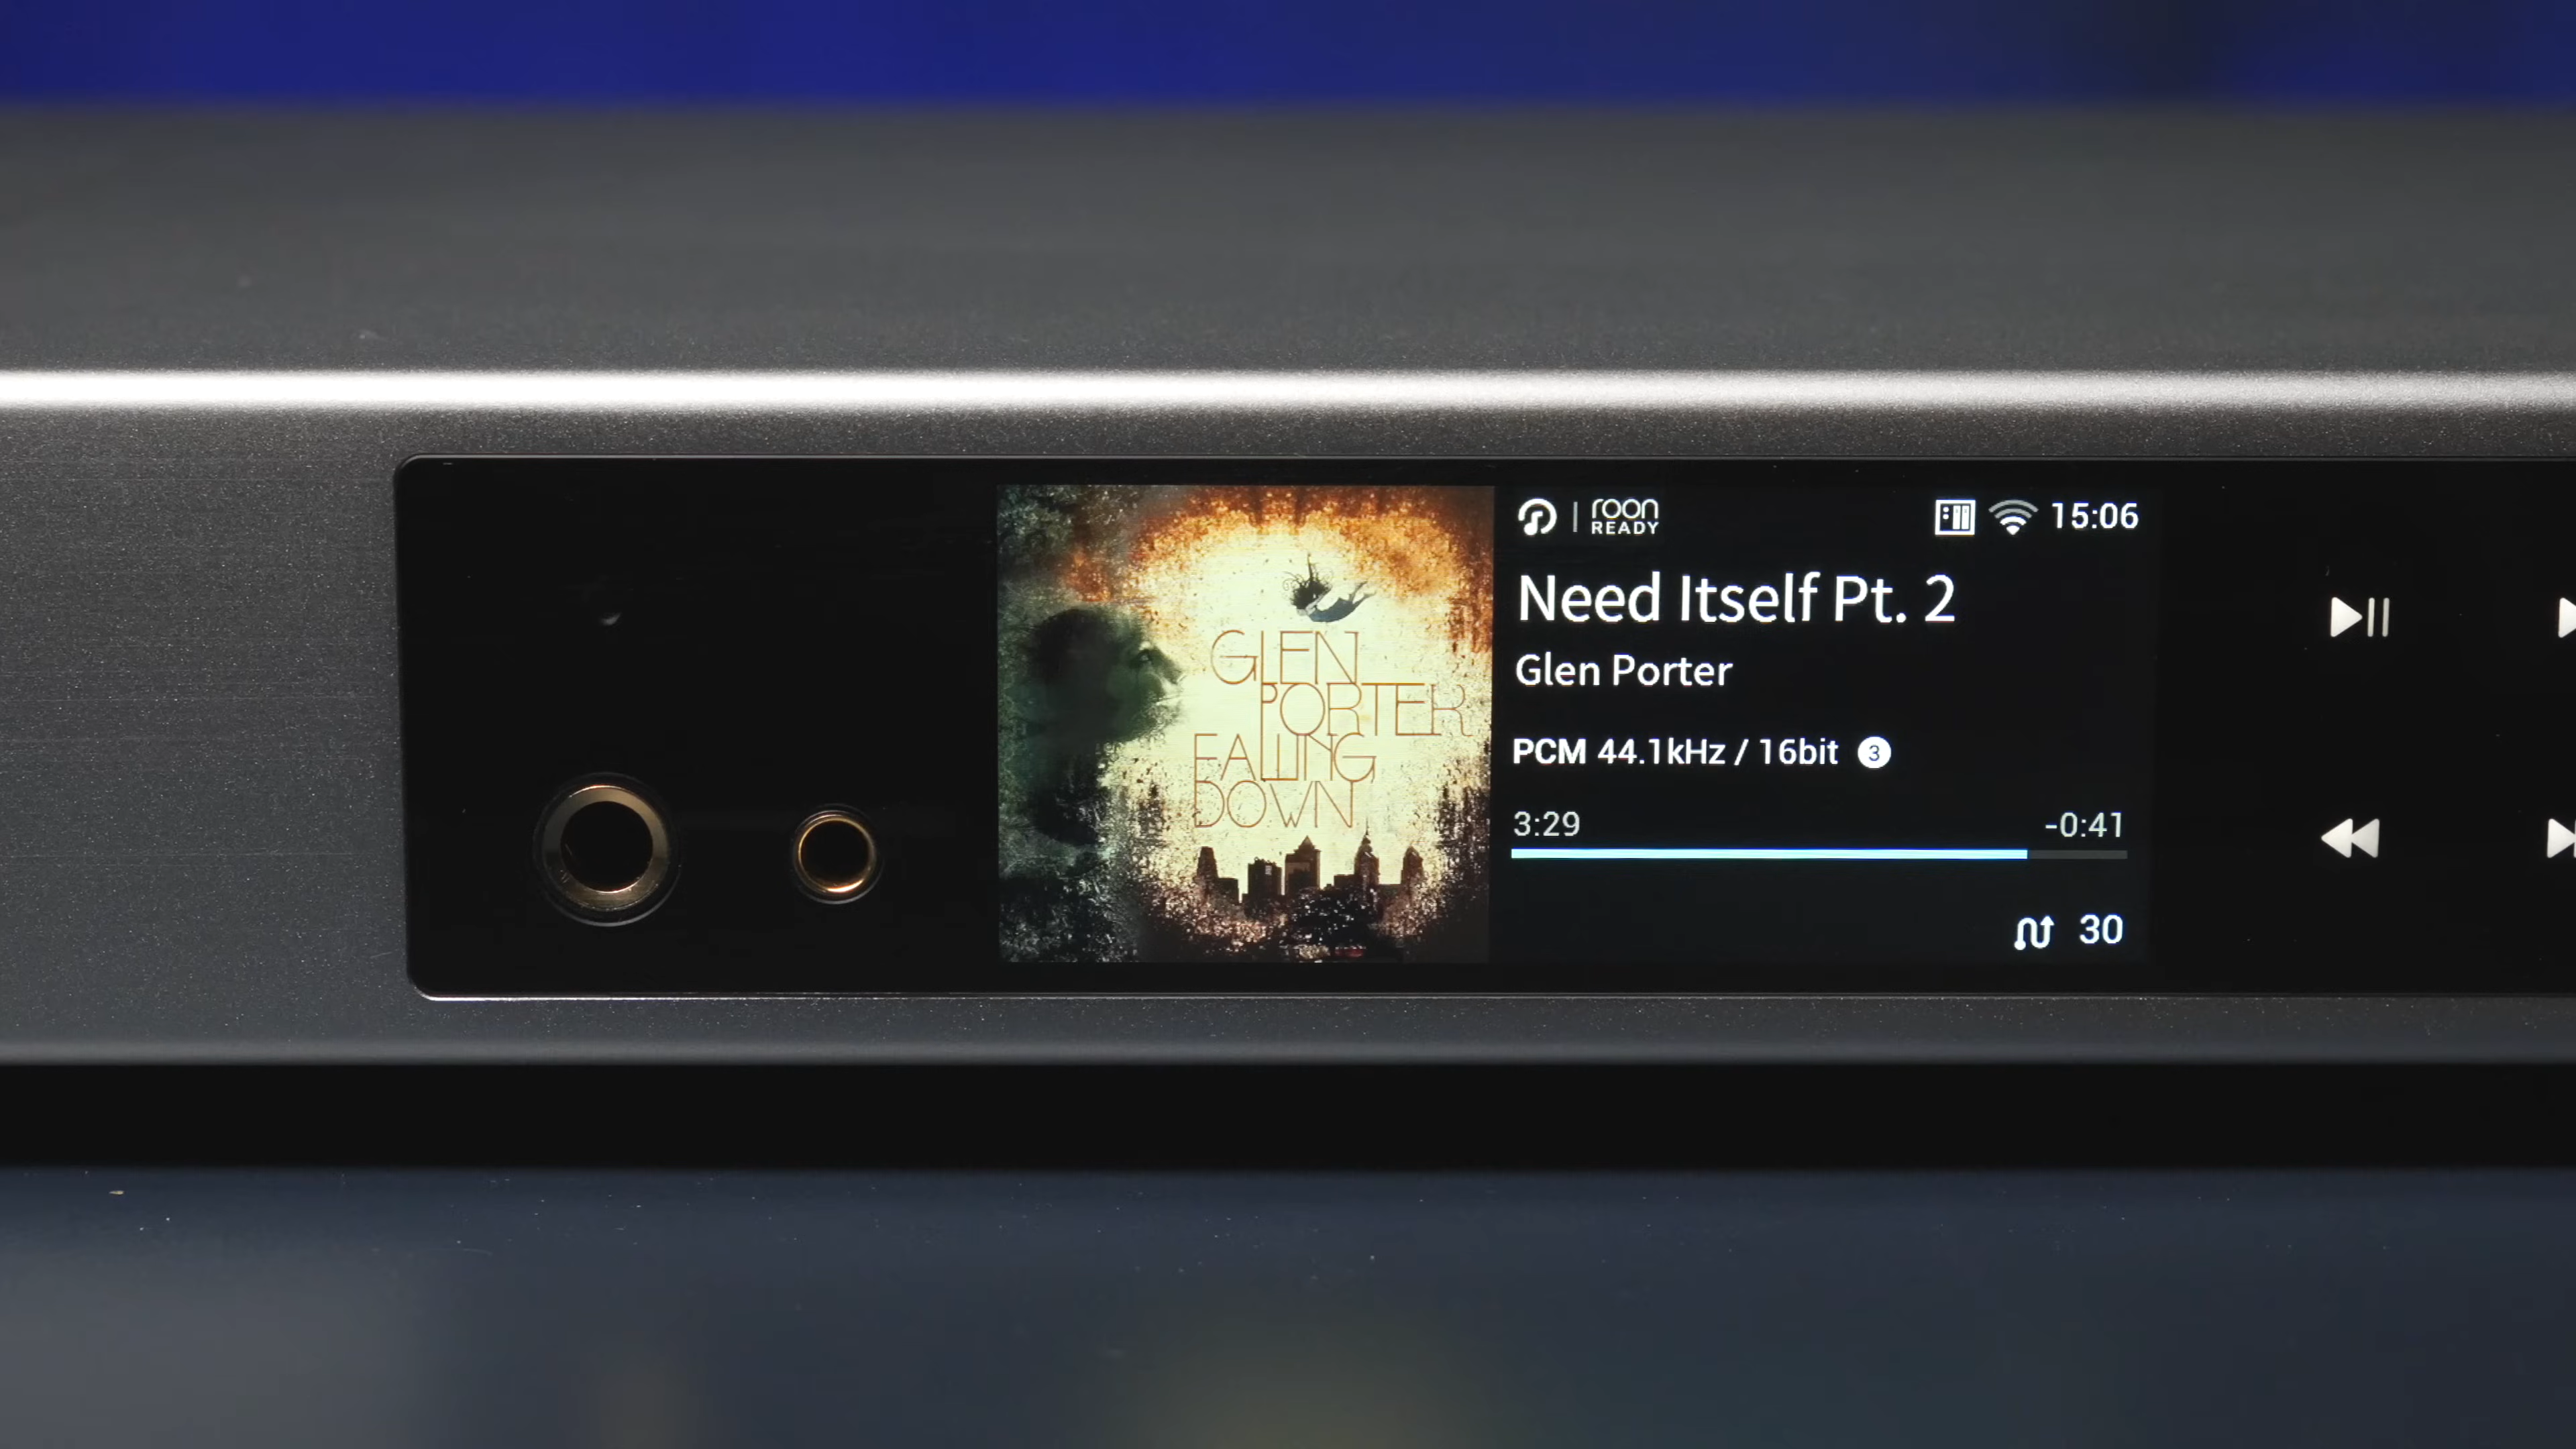 GLEN
PORTER
FALLING
DOWN
roon
READY
15:06
Need Itself Pt. 2
Glen Porter
PCM 44.1kHz / 16bit 3
3:29
-0:41
30